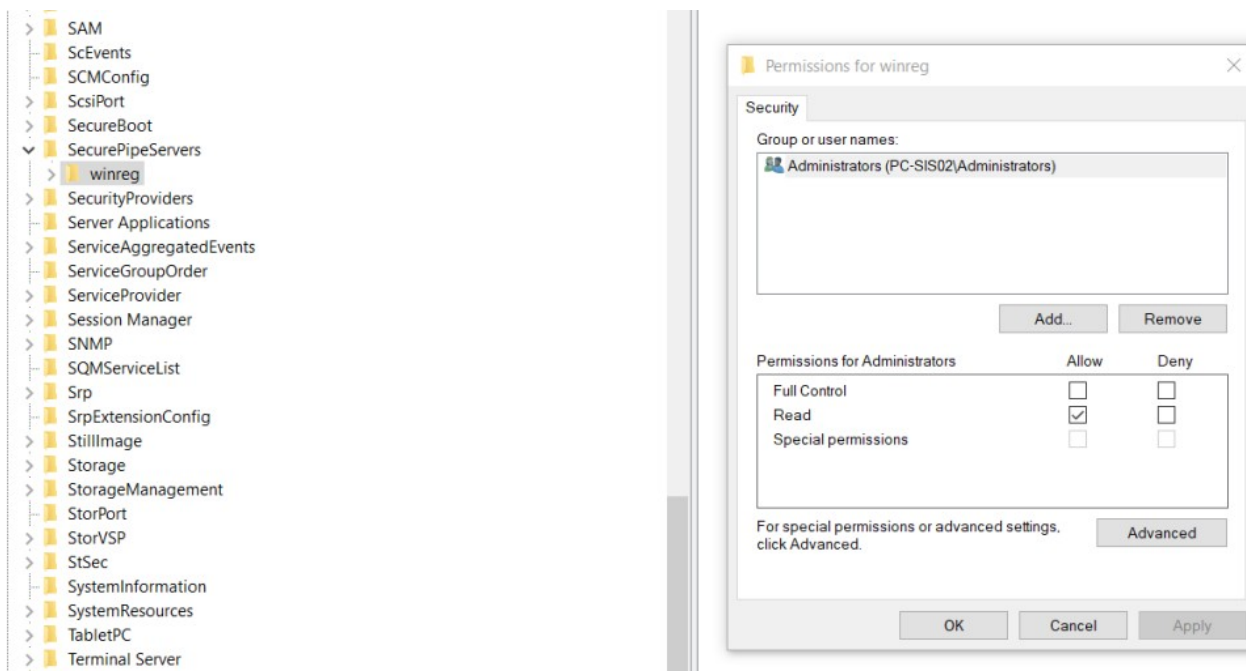 SAM
ScEvents
SCMConfig
ScsiPort
SecureBoot
SecurePipeServers
winreg
SecurityProviders
Server Applications
ServiceAggregatedEvents
ServiceGroupOrder
ServiceProvider
Session Manager
SNMP
SQMServiceList
Srp
SrpExtensionConfig
StillImage
Storage
StorageManagement
StorPort
StorVSP
StSec
SystemInformation
SystemResources
TabletPC
Terminal Server
Permissions for winreg
Security
Group or user names:
Administrators (PC-SIS02\Administrators)
Add... Remove
Permissions for Administrators Allow Deny
Full Control
Read
Special permissions
For special permissions or advanced settings,
click Advanced.
Advanced
OK Cancel Apply